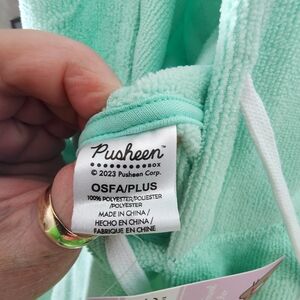 Pusheen
BOX
© 2023 Pusheen Corp.
OSFA/PLUS
100% POLYESTER/POLIESTER
/POLYESTER
MADE IN CHINA/
HECHO EN CHINA/
FABRIQUÉ EN CHINE